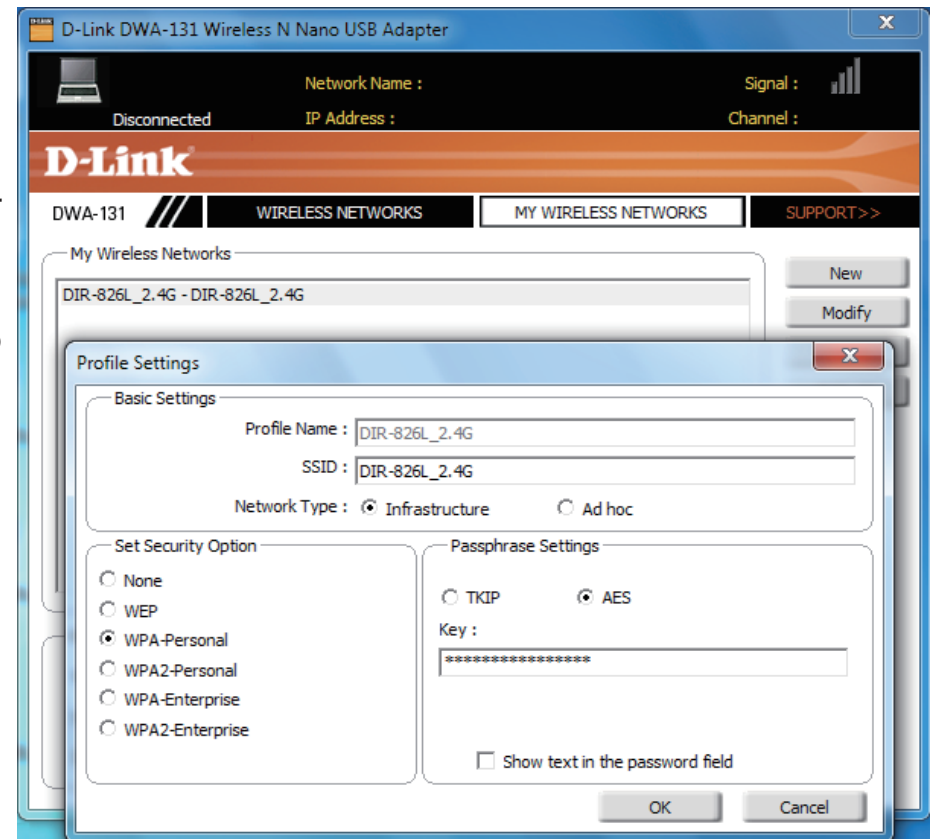 D-Link DWA-131 Wireless N Nano USB Adapter
Network Name :
Signal :
Disconnected
IP Address :
Channel :
D-Link
DWA-131
WIRELESS NETWORKS
MY WIRELESS NETWORKS
SUPPORT>>
My Wireless Networks
New
DIR-826L_2.4G - DIR-826L_2.4G
Modify
Profile Settings
Basic Settings
Profile Name : DIR-826L_2.4G
SSID : DIR-826L_2.4G
Network Type : Infrastructure Ad hoc
Set Security Option
None
WEP
WPA-Personal
WPA2-Personal
WPA-Enterprise
WPA2-Enterprise
Passphrase Settings
TKIP AES
Key :
****************
Show text in the password field
OK Cancel